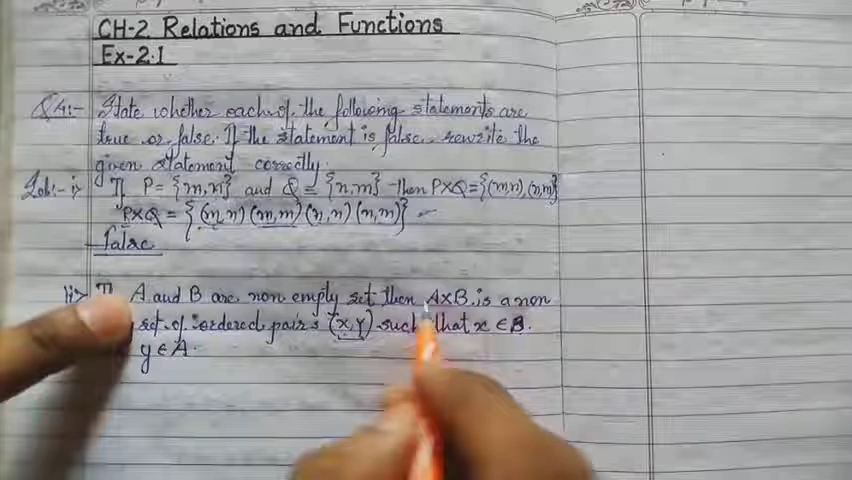 CH-2 Relations and Functions
Ex-2.1
Q4:- State whether each of the following statements are
true or false. If the statement is false, rewrite the
given statement correctly.
Sol:- i> If P = {m,n} and Q = {n,m} then P×Q = {(m,n),(n,m)}
P×Q = {(m,n) (m,m) (n,n) (n,m)}
false
ii> A and B are non empty set then A×B is a non
set of ordered pairs (x,y) such that x ∈ B.
y ∈ A.